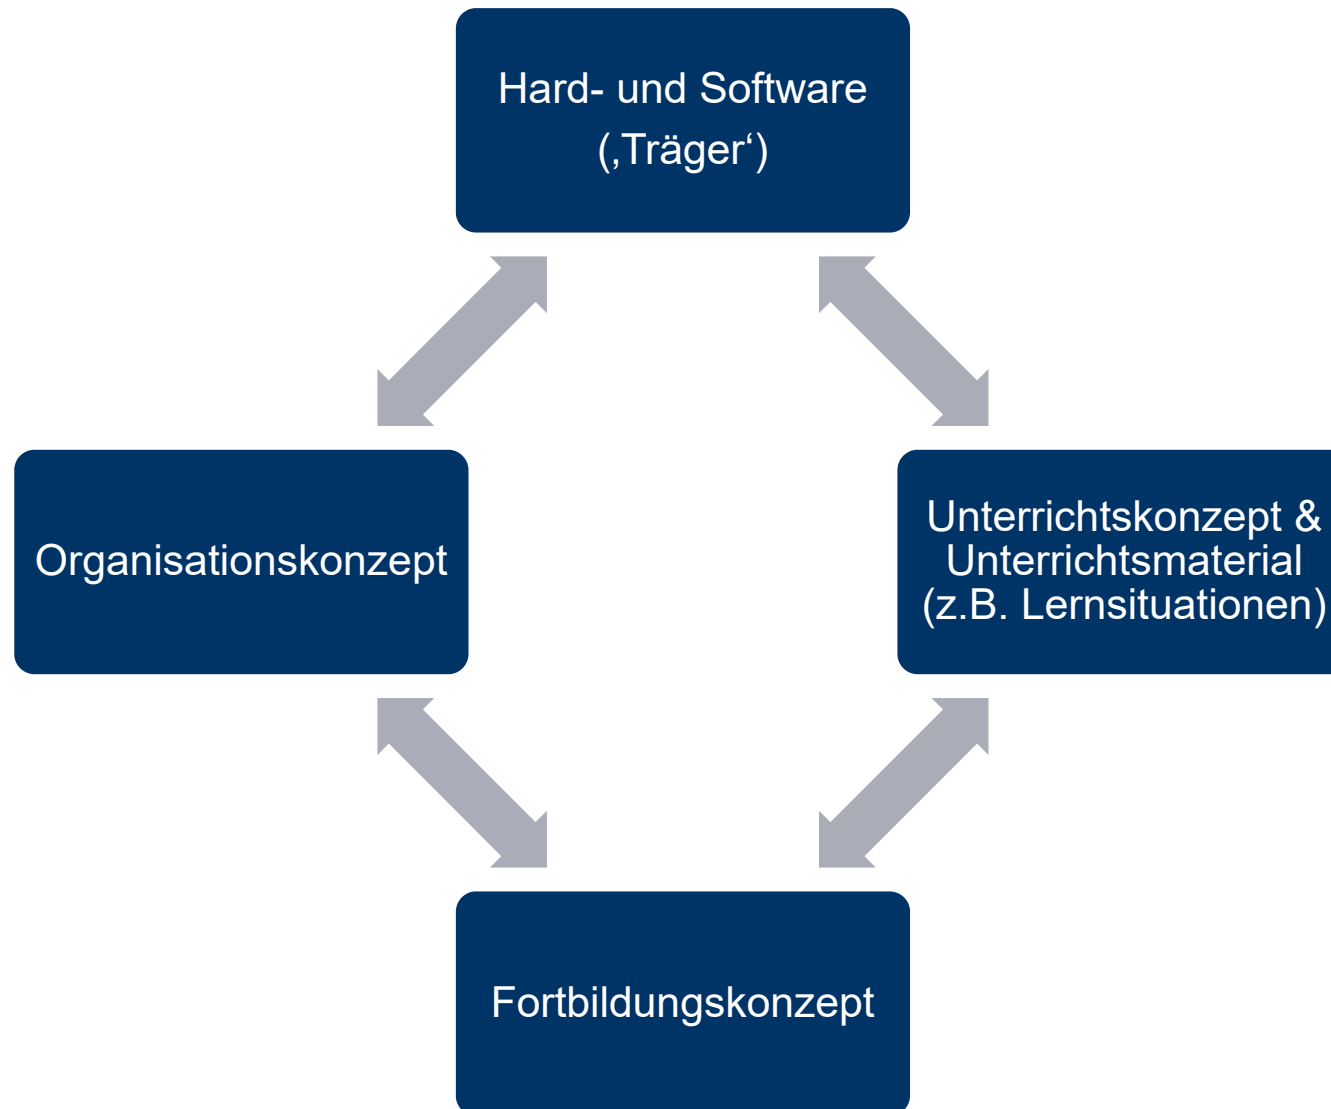 Hard- und Software
(‚Träger‘)
Organisationskonzept
Unterrichtskonzept &
Unterrichtsmaterial
(z.B. Lernsituationen)
Fortbildungskonzept